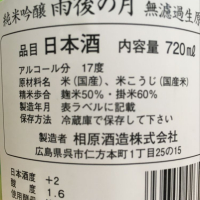 純米吟醸 雨後の月 無濾過生原
品目 日本酒 内容量 720ml
アルコール分 17度
原材料名 米(国産)、米こうじ(国産米)
精米歩合 麹米50%・掛米60%
製造年月 表ラベルに記載
保存方法 冷蔵庫で保存して下さい
製造者 相原酒造株式会社
広島県呉市仁方本町1丁目25の15
日本酒度 +2
酸度 1.6